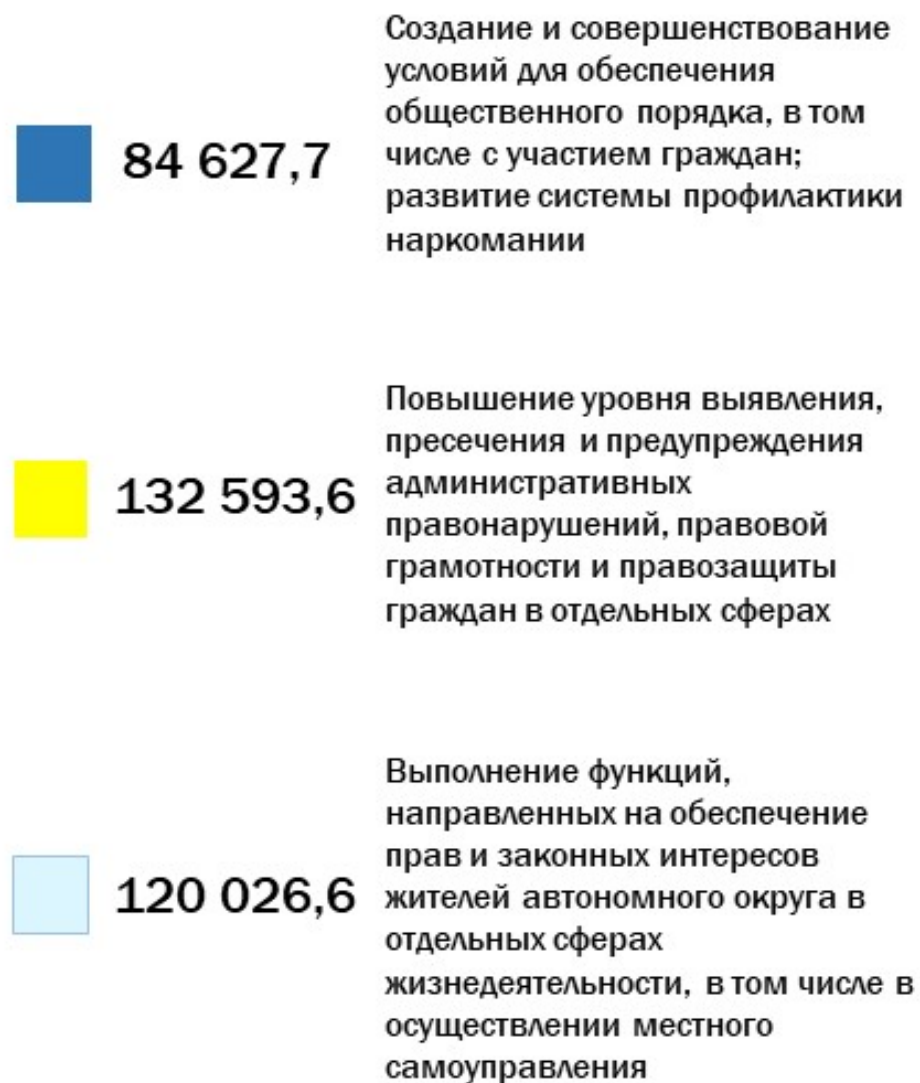 Создание и совершенствование
условий для обеспечения
общественного порядка, в том
84 627,7
числе с участием граждан;
развитие системы профилактики
наркомании
Повышение уровня выявления,
пресечения и предупреждения
132 593,6
административных
правонарушений, правовой
грамотности и правозащиты
граждан в отдельных сферах
Выполнение функций,
направленных на обеспечение
прав и законных интересов
120 026,6
жителей автономного округа в
отдельных сферах
жизнедеятельности, в том числе в
осуществлении местного
самоуправления